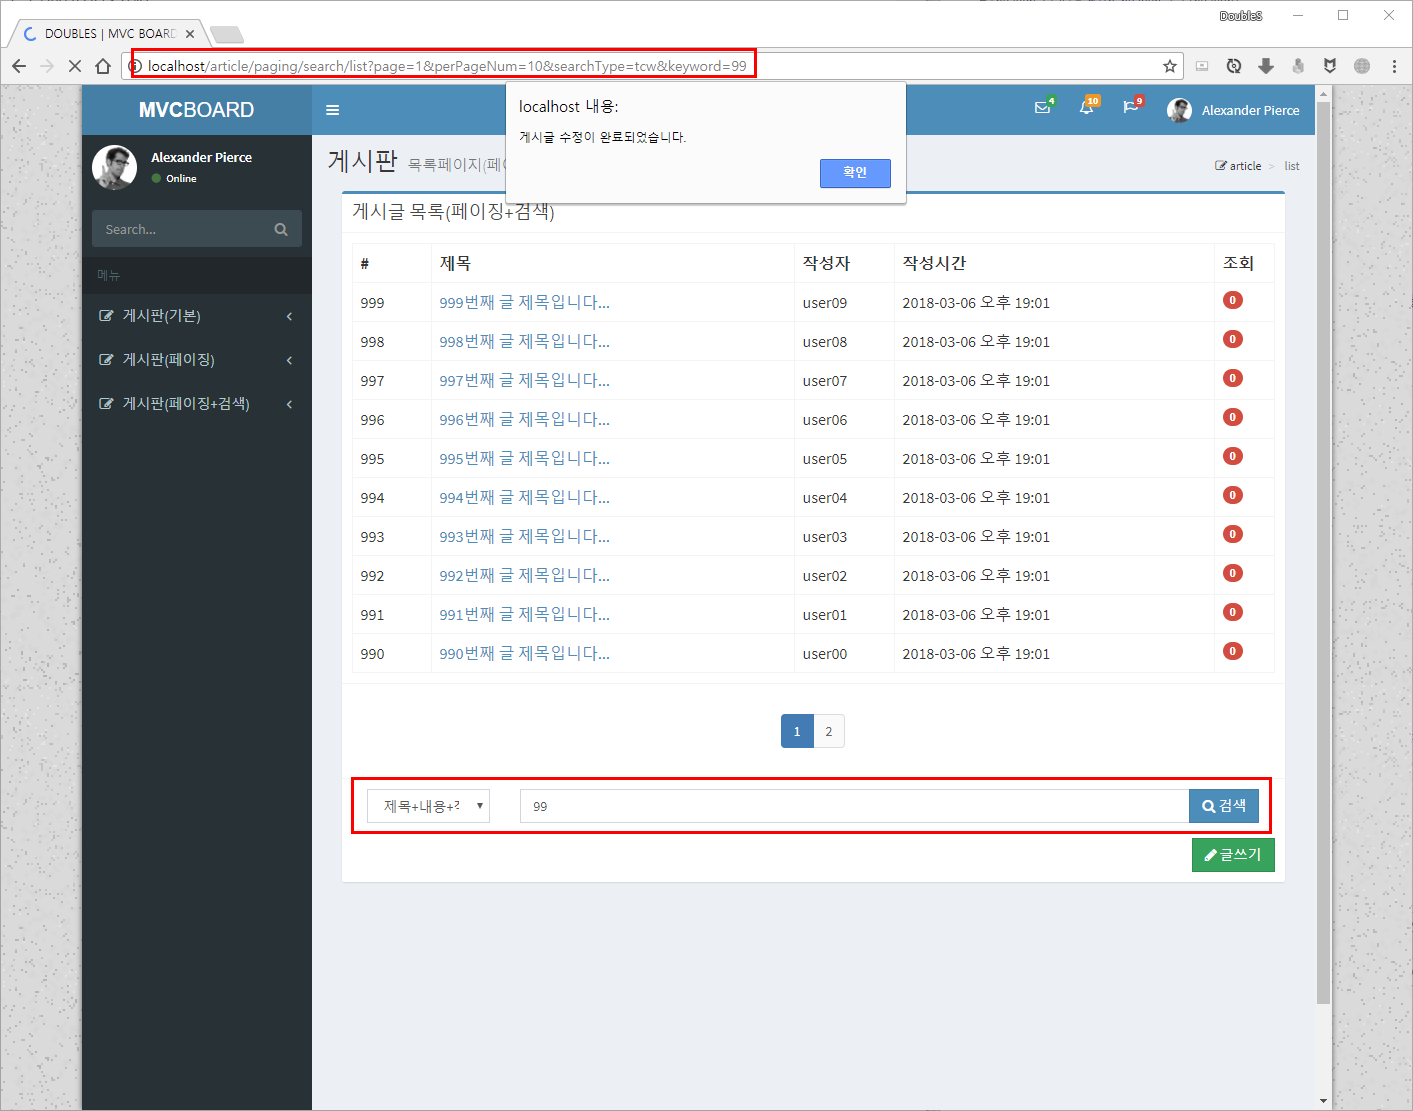 DoubleS
DOUBLES | MVC BOARD
localhost/article/paging/search/list?page=1&perPageNum=10&searchType=tcw&keyword=99
localhost 내용:
게시글 수정이 완료되었습니다.
확인
MVCBOARD
4
10
9
Alexander Pierce
Alexander Pierce
Online
Search...
메뉴
게시판(기본)
게시판(페이징)
게시판(페이징+검색)
게시판 목록페이지(페이
article > list
게시글 목록(페이징+검색)
# 제목 작성자 작성시간 조회
999 999번째 글 제목입니다... user09 2018-03-06 오후 19:01 0
998 998번째 글 제목입니다... user08 2018-03-06 오후 19:01 0
997 997번째 글 제목입니다... user07 2018-03-06 오후 19:01 0
996 996번째 글 제목입니다... user06 2018-03-06 오후 19:01 0
995 995번째 글 제목입니다... user05 2018-03-06 오후 19:01 0
994 994번째 글 제목입니다... user04 2018-03-06 오후 19:01 0
993 993번째 글 제목입니다... user03 2018-03-06 오후 19:01 0
992 992번째 글 제목입니다... user02 2018-03-06 오후 19:01 0
991 991번째 글 제목입니다... user01 2018-03-06 오후 19:01 0
990 990번째 글 제목입니다... user00 2018-03-06 오후 19:01 0
1 2
제목+내용+ 99 검색
글쓰기